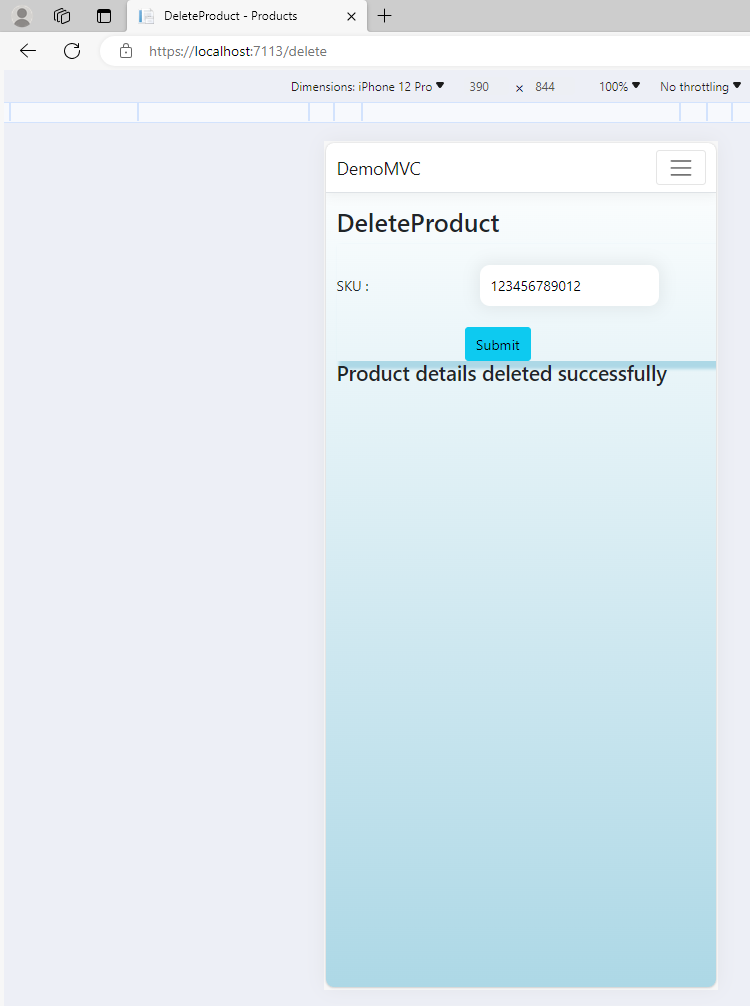 DeleteProduct - Products
https://localhost:7113/delete
Dimensions: iPhone 12 Pro 390 x 844 100% No throttling
DemoMVC
DeleteProduct
SKU : 123456789012
Submit
Product details deleted successfully